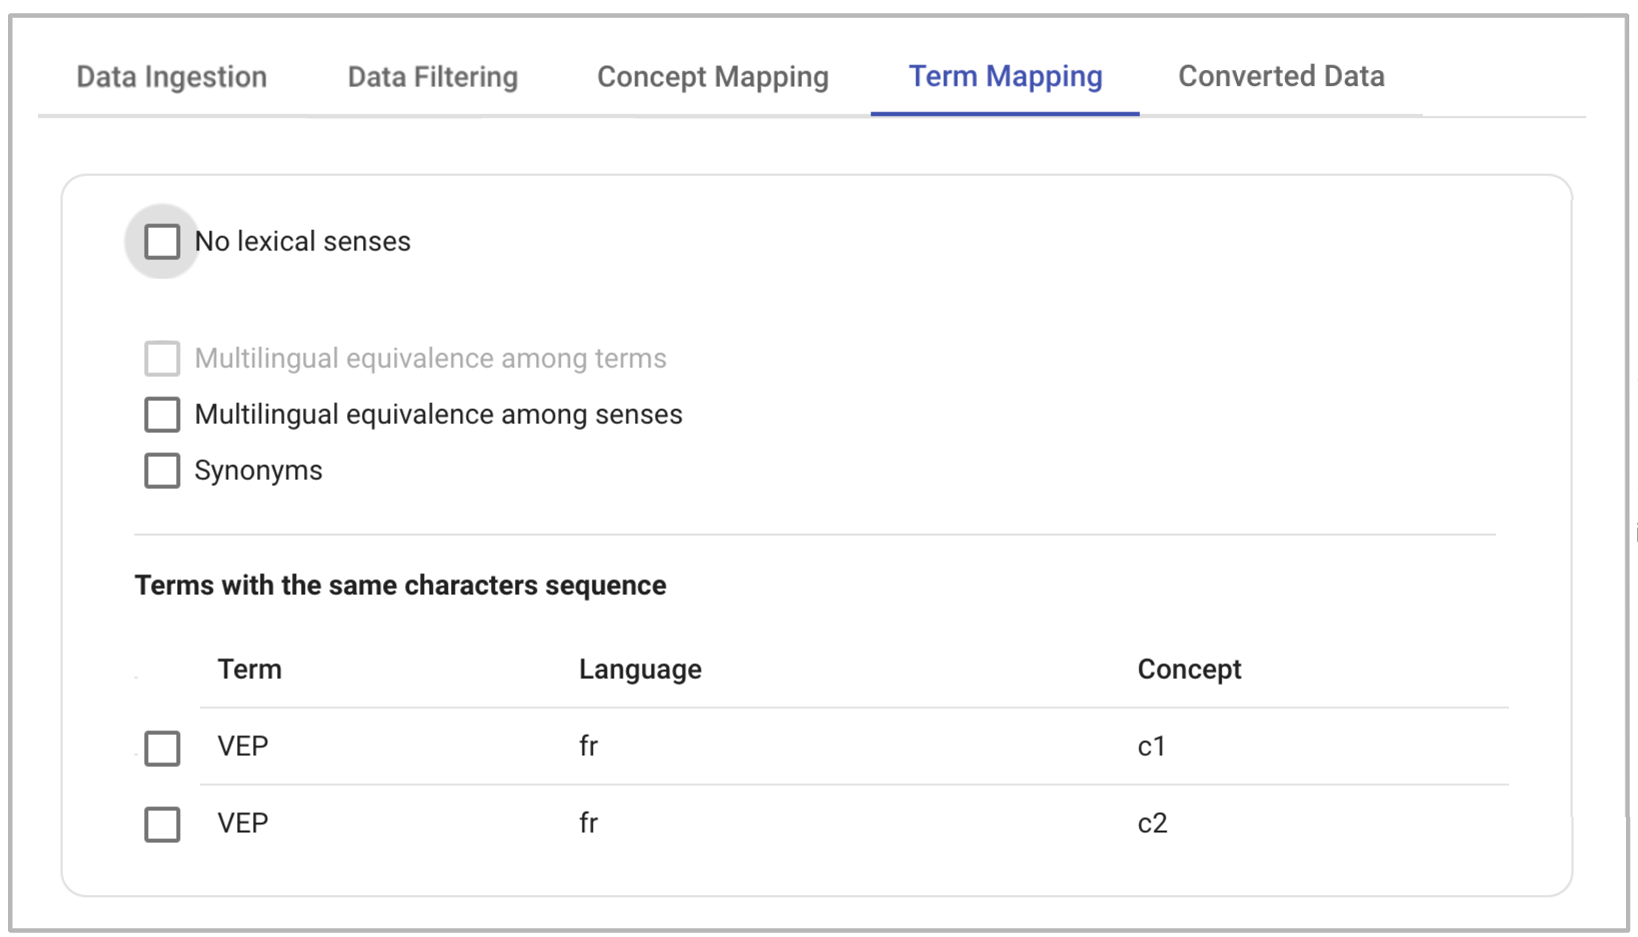 Data Ingestion Data Filtering Concept Mapping Term Mapping Converted Data
No lexical senses
Multilingual equivalence among terms
Multilingual equivalence among senses
Synonyms
Terms with the same characters sequence
Term Language Concept
VEP fr c1
VEP fr c2